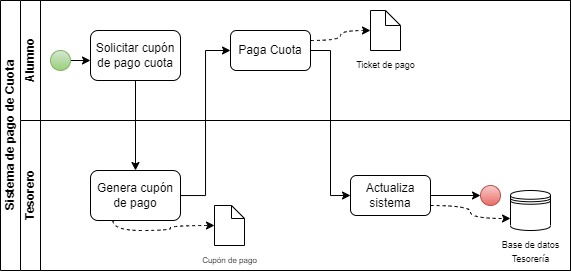 Sistema de pago de Cuota
Alumno
Solicitar cupón
de pago cuota
Paga Cuota
Ticket de pago
Tesorero
Genera cupón
de pago
Cupón de pago
Actualiza
sistema
Base de datos
Tesorería